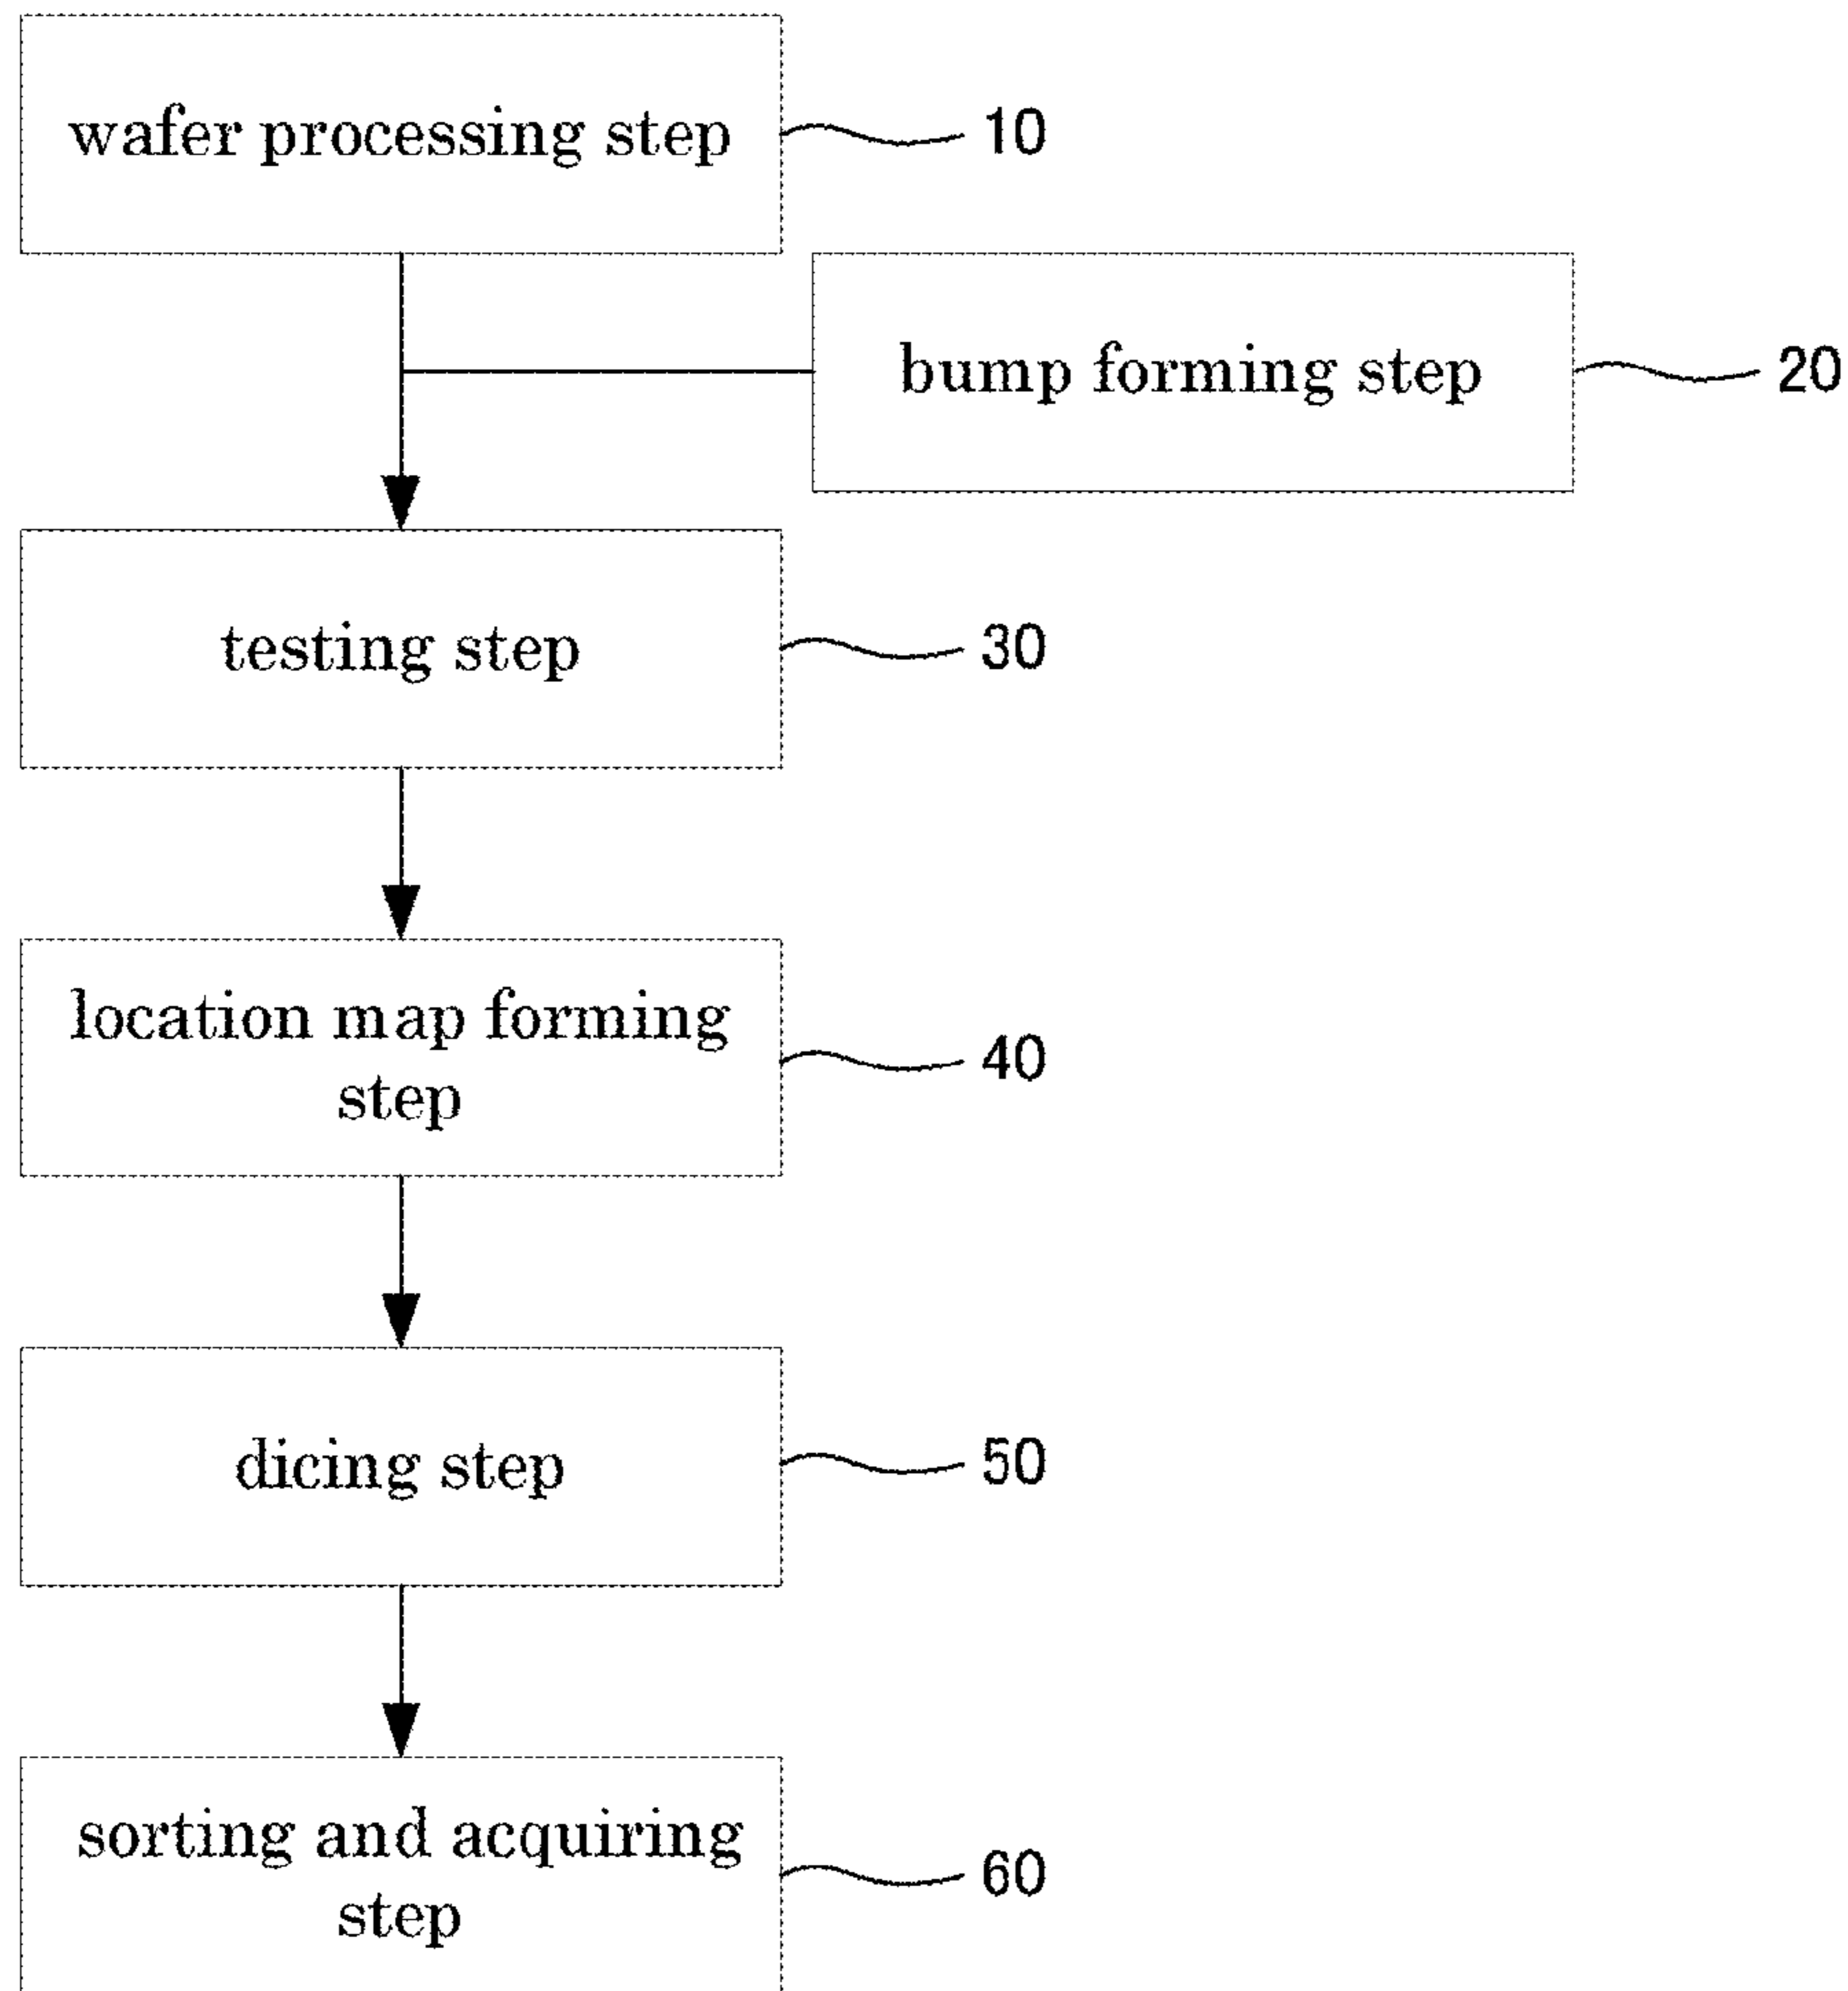 wafer processing step
10
bump forming step
20
testing step
30
location map forming
step
40
dicing step
50
sorting and acquiring
step
60